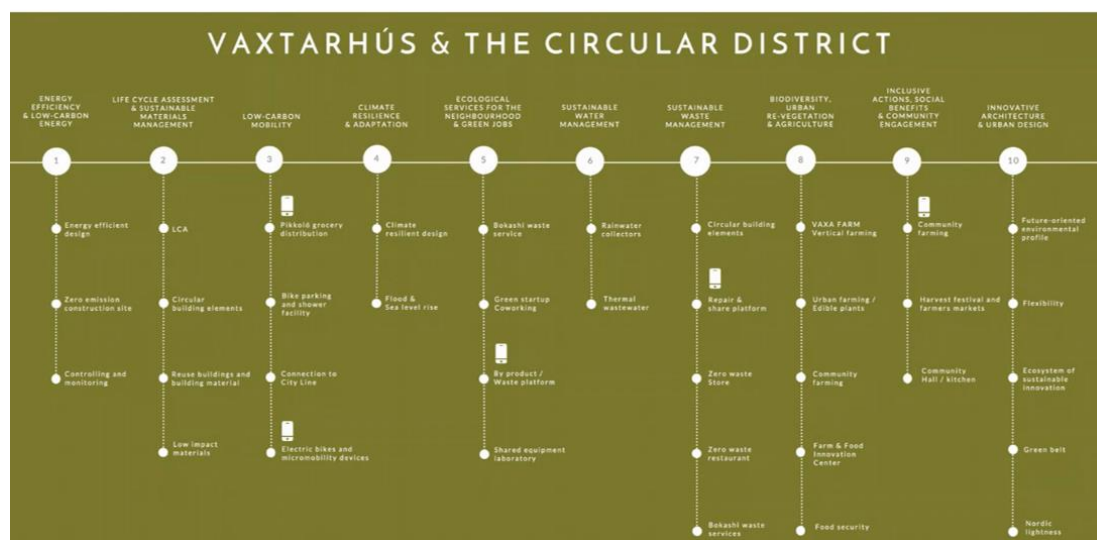 VAXTARHÚS & THE CIRCULAR DISTRICT
ENERGY
EFFICIENCY
& LOW-CARBON
ENERGY
1
Energy efficient
design
Zero emission
construction site
Controlling and
monitoring
LIFE CYCLE ASSESSMENT
& SUSTAINABLE
MATERIALS
MANAGEMENT
2
LCA
Circular
building elements
Reuse buildings and
building material
Low impact
materials
LOW-CARBON
MOBILITY
3
Pikkoló grocery
distribution
Bike parking
and shower
facility
Connection to
City Line
Electric bikes and
micromobility devices
CLIMATE
RESILIENCE
& ADAPTATION
4
Climate
resilient design
Flood &
Sea level rise
ECOLOGICAL
SERVICES FOR THE
NEIGHBOURHOOD
& GREEN JOBS
5
Bokashi waste
service
Green startup
Coworking
By product /
Waste platform
Shared equipment
laboratory
SUSTAINABLE
WATER
MANAGEMENT
6
Rainwater
collectors
Thermal
wastewater
SUSTAINABLE
WASTE
MANAGEMENT
7
Circular building
elements
Repair &
share platform
Zero waste
Store
Zero waste
restaurant
Bokashi waste
services
BIODIVERSITY,
URBAN
RE-VEGETATION
& AGRICULTURE
8
VAXA FARM
Vertical farming
Urban farming /
Edible plants
Community
farming
Farm & Food
Innovation
Center
Food security
INCLUSIVE
ACTIONS, SOCIAL
BENEFITS
& COMMUNITY
ENGAGEMENT
9
Community
farming
Harvest festival and
farmers markets
Community
Hall / kitchen
INNOVATIVE
ARCHITECTURE
& URBAN DESIGN
10
Future-oriented
environmental
profile
Flexibility
Ecosystem of
sustainable
innovation
Green belt
Nordic
lightness